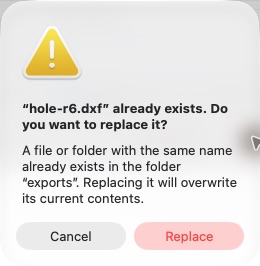 “hole-r6.dxf” already exists. Do
you want to replace it?
A file or folder with the same name
already exists in the folder
“exports”. Replacing it will overwrite
its current contents.
Cancel
Replace